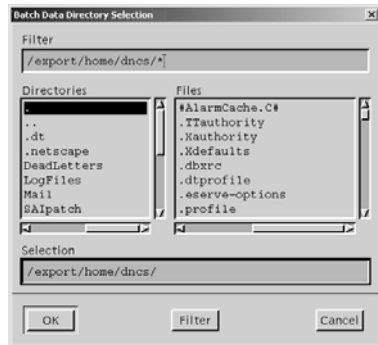 Batch Data Directory Selection
Filter
/export/home/dncs/*
Directories
.
..
.dt
.netscape
DeadLetters
LogFiles
Mail
SAIpatch
Files
#AlarmCache.C#
.TTauthority
.Xauthority
.Xdefaults
.dbxrc
.dtprofile
.eserve-options
.profile
Selection
/export/home/dncs/
OK
Filter
Cancel